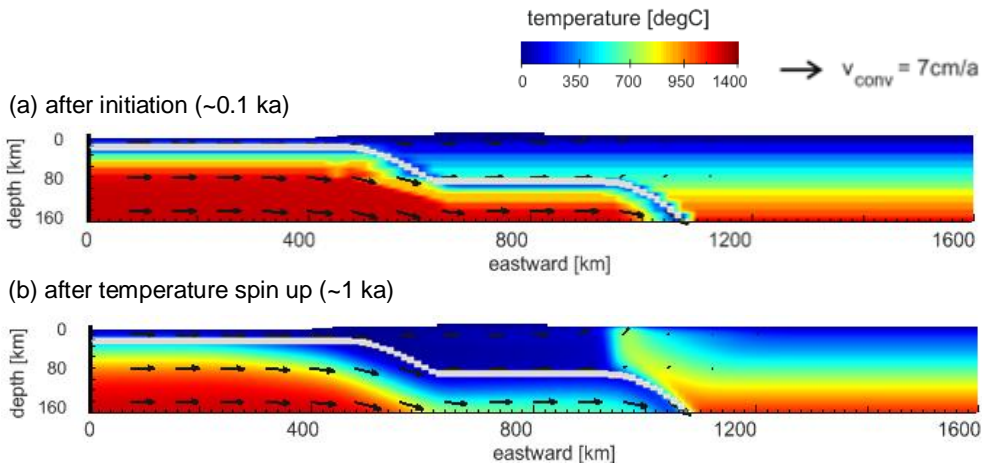 temperature [degC]
0 350 700 950 1400
v_conv = 7cm/a
(a) after initiation (~0.1 ka)
depth [km]
0
80
160
0 400 800 1200 1600
eastward [km]
(b) after temperature spin up (~1 ka)
depth [km]
0
80
160
0 400 800 1200 1600
eastward [km]